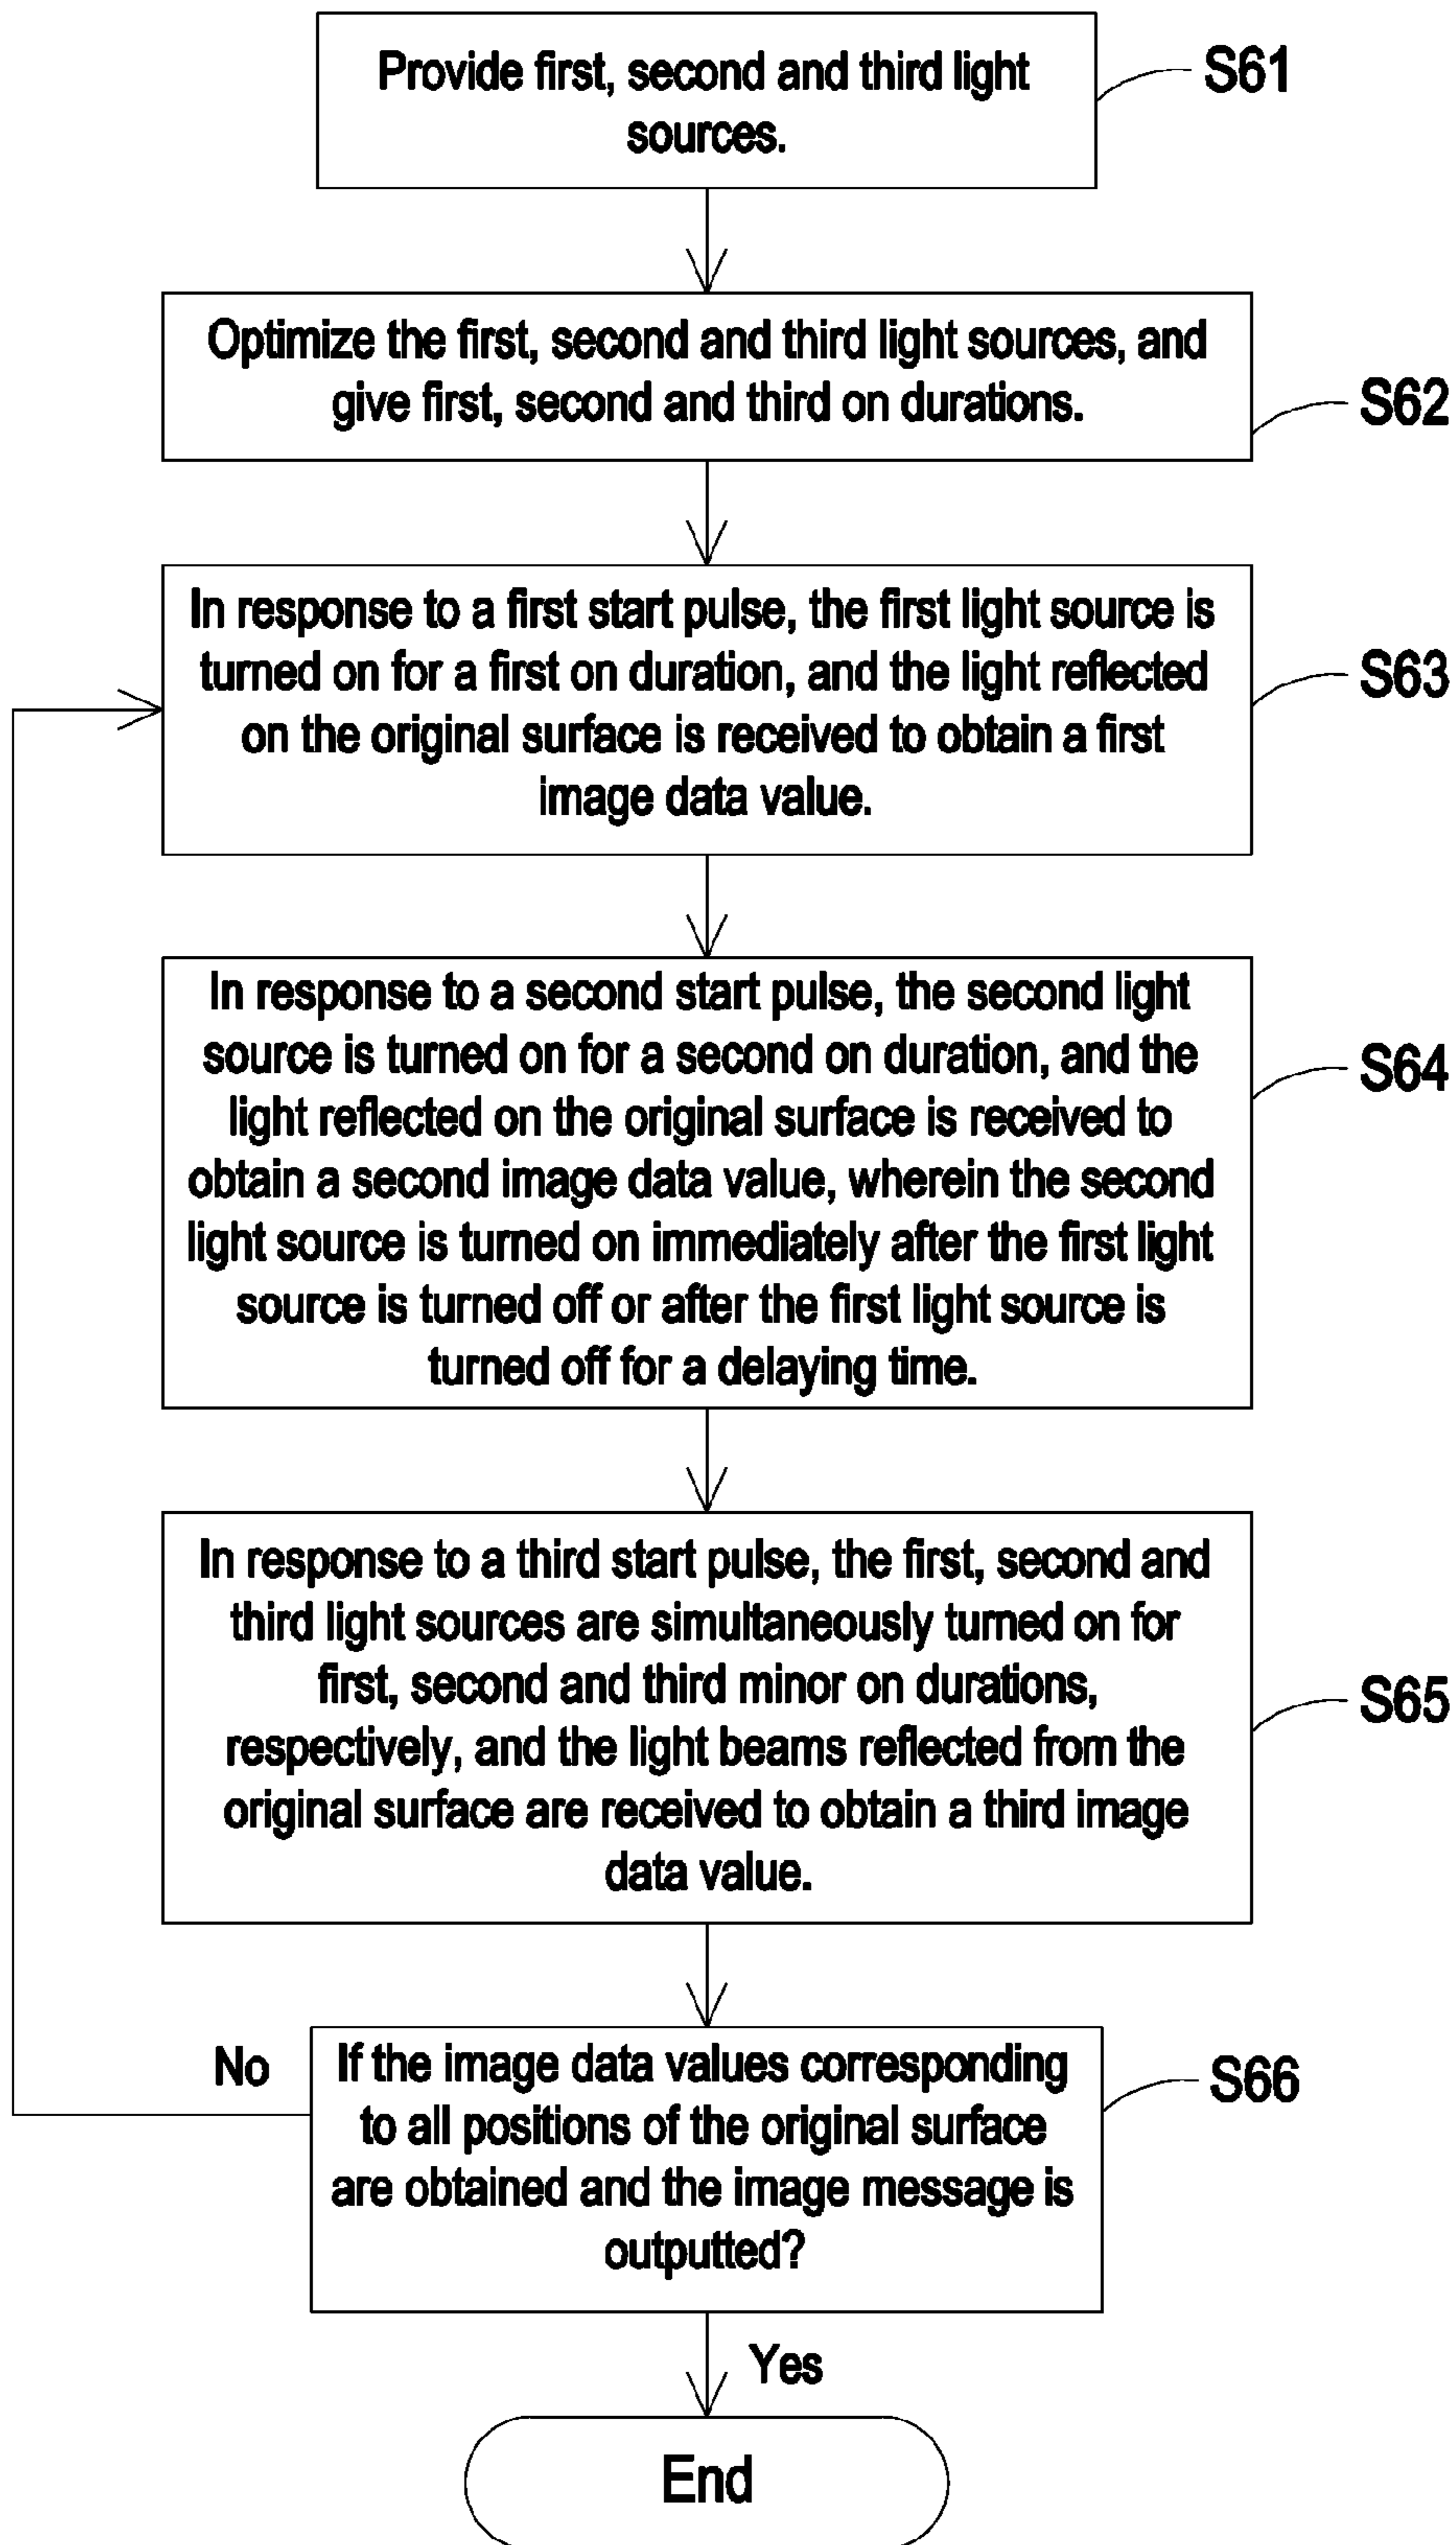 Provide first, second and third light
sources.
S61
Optimize the first, second and third light sources, and
give first, second and third on durations.
S62
In response to a first start pulse, the first light source is
turned on for a first on duration, and the light reflected
on the original surface is received to obtain a first
image data value.
S63
In response to a second start pulse, the second light
source is turned on for a second on duration, and the
light reflected on the original surface is received to
obtain a second image data value, wherein the second
light source is turned on immediately after the first light
source is turned off or after the first light source is
turned off for a delaying time.
S64
In response to a third start pulse, the first, second and
third light sources are simultaneously turned on for
first, second and third minor on durations,
respectively, and the light beams reflected from the
original surface are received to obtain a third image
data value.
S65
No
If the image data values corresponding
to all positions of the original surface
are obtained and the image message is
outputted?
S66
Yes
End